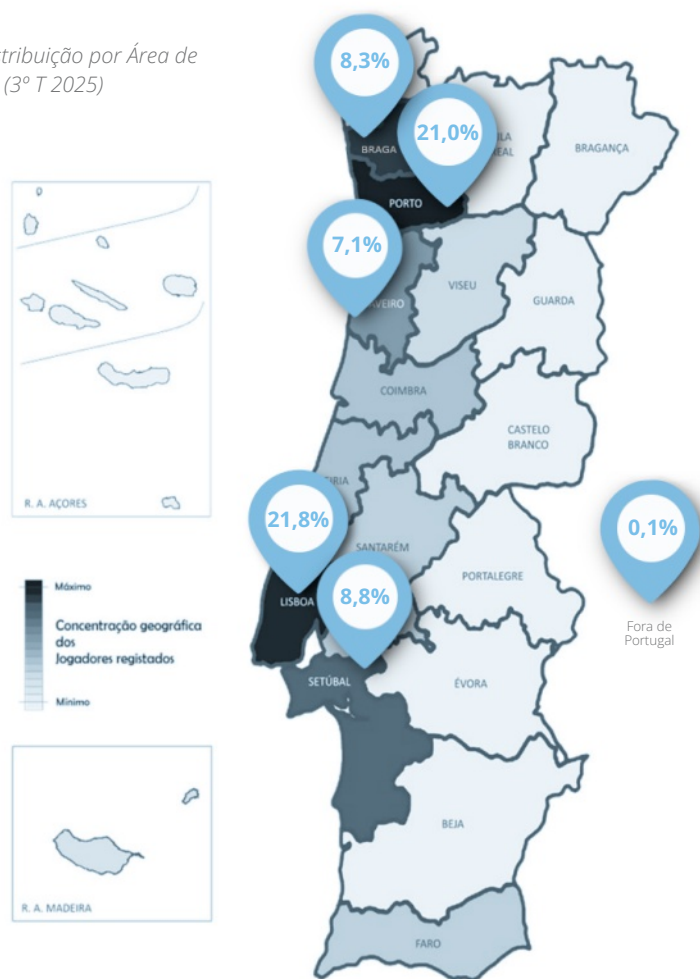 tribuição por Área de
(3º T 2025)
8,3%
21,0%
BRAGA
BRAGANÇA
PORTO
7,1%
VISEU
GUARDA
COIMBRA
CASTELO
BRANCO
R. A. AÇORES
21,8%
0,1%
SANTARÉM
PORTALEGRE
Máximo
LISBOA
8,8%
Concentração geográfica
dos
Jogadores registados
Fora de
Portugal
SETÚBAL
ÉVORA
Mínimo
BEJA
R. A. MADEIRA
FARO